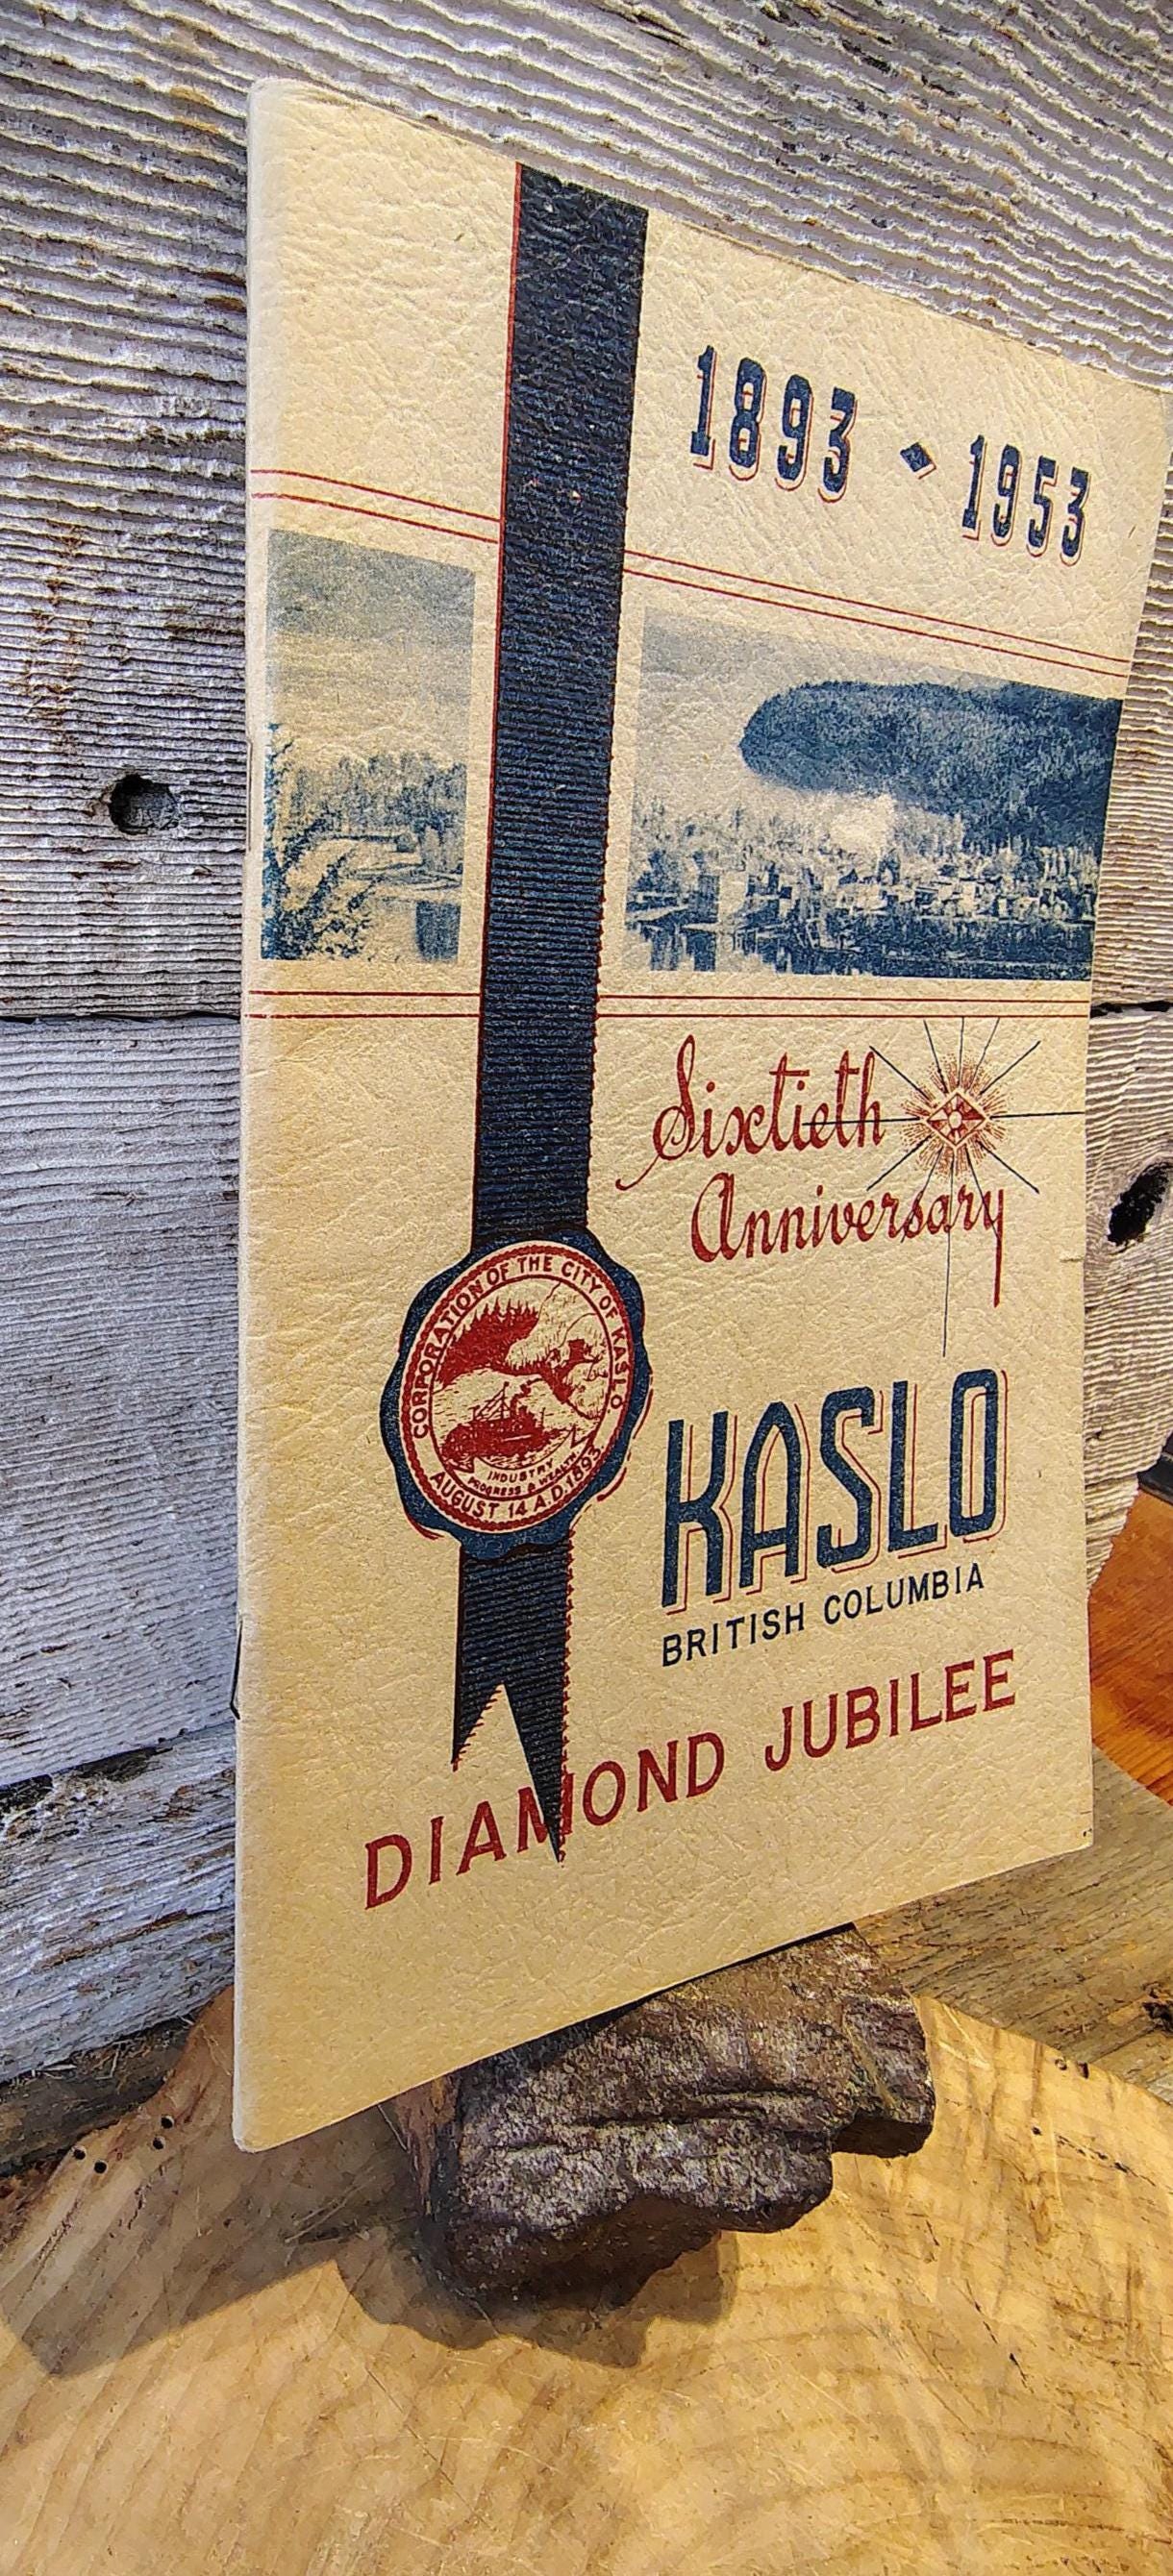 1893 ◆ 1953
Sixtieth
Anniversary
CORPORATION OF THE CITY OF KASLO
INDUSTRY
PROGRESS & WEALTH
AUGUST 14 A.D. 1893
KASLO
BRITISH COLUMBIA
DIAMOND JUBILEE